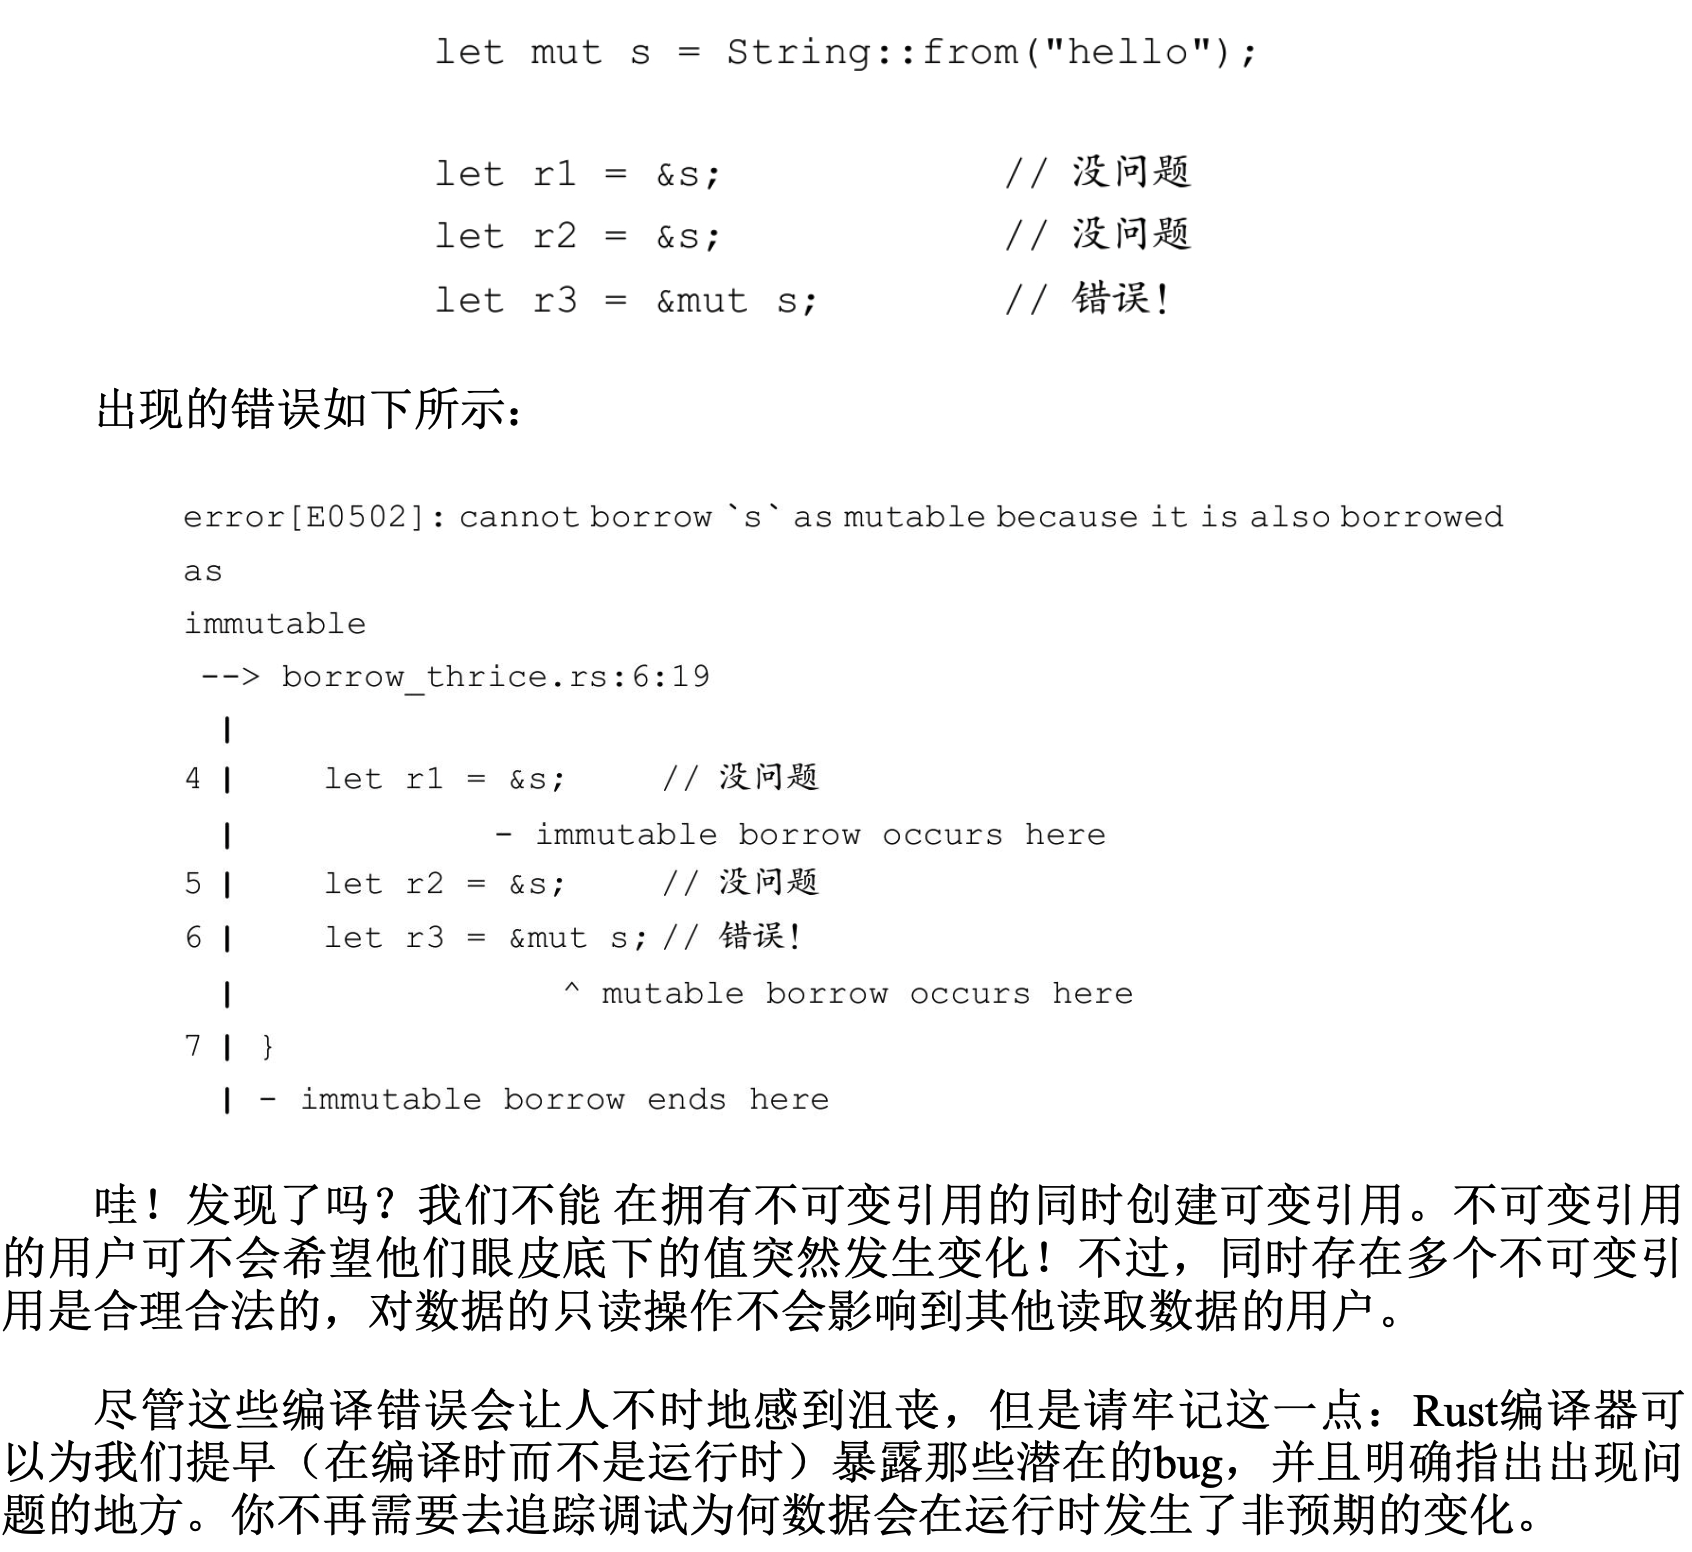 let mut s = String::from("hello");
let r1 = &s;             // 没问题
let r2 = &s;             // 没问题
let r3 = &mut s;         // 错误!
出现的错误如下所示：
error[E0502]: cannot borrow `s` as mutable because it is also borrowed
as
immutable
 --> borrow_thrice.rs:6:19
  |
4 |     let r1 = &s;     // 没问题
  |               - immutable borrow occurs here
5 |     let r2 = &s;     // 没问题
6 |     let r3 = &mut s; // 错误!
  |                   ^ mutable borrow occurs here
7 | }
  | - immutable borrow ends here
哇！发现了吗？我们不能 在拥有不可变引用的同时创建可变引用。不可变引用
的用户可不会希望他们眼皮底下的值突然发生变化！不过，同时存在多个不可变引
用是合理合法的，对数据的只读操作不会影响到其他读取数据的用户。
尽管这些编译错误会让人不时地感到沮丧，但是请牢记这一点：Rust编译器可
以为我们提早（在编译时而不是运行时）暴露那些潜在的bug，并且明确指出出现问
题的地方。你不再需要去追踪调试为何数据会在运行时发生了非预期的变化。